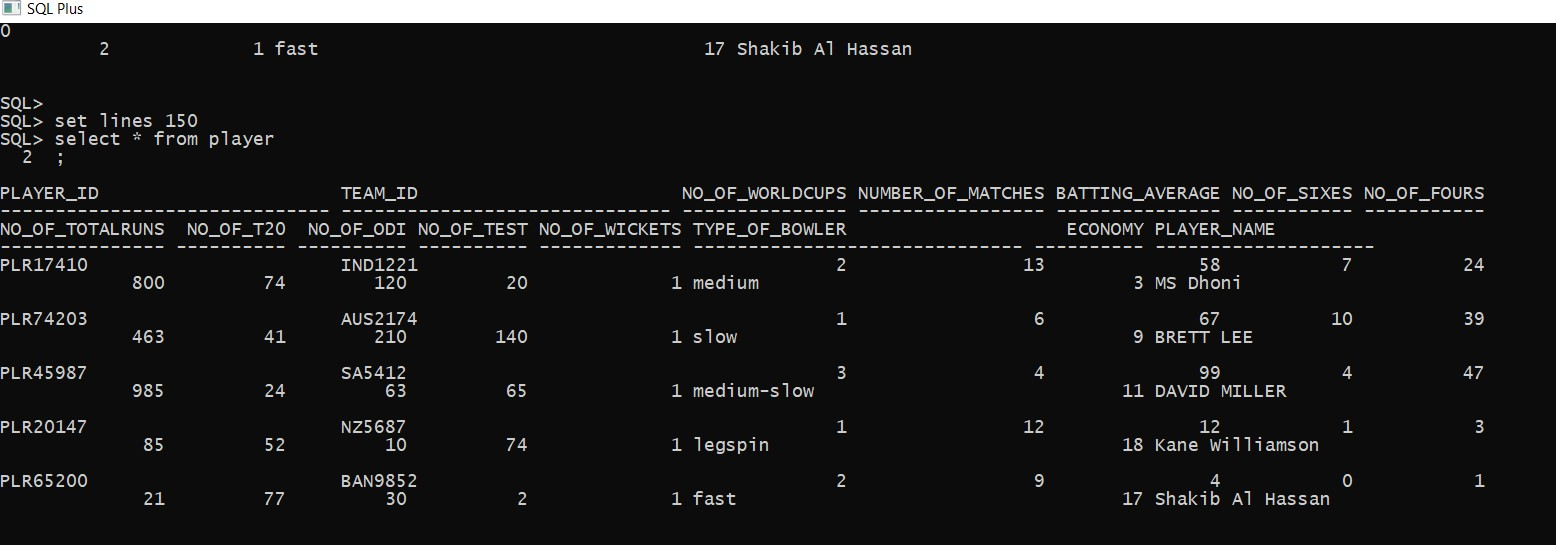 SQL Plus
0
2 1 fast 17 Shakib Al Hassan
SQL>
SQL> set lines 150
SQL> select * from player
2 ;
PLAYER_ID TEAM_ID NO_OF_WORLDCUPS NUMBER_OF_MATCHES BATTING_AVERAGE NO_OF_SIXES NO_OF_FOURS
------------------------------ ------------------------------ --------------- ----------------- --------------- ----------- -----------
NO_OF_TOTALRUNS NO_OF_T20 NO_OF_ODI NO_OF_TEST NO_OF_WICKETS TYPE_OF_BOWLER ECONOMY PLAYER_NAME
--------------- ---------- ---------- ---------- ------------- ------------------------------ ---------- --------------------
PLR17410 IND1221 2 13 58 7 24
800 74 120 20 1 medium 3 MS Dhoni
PLR74203 AUS2174 1 6 67 10 39
463 41 210 140 1 slow 9 BRETT LEE
PLR45987 SA5412 3 4 99 4 47
985 24 63 65 1 medium-slow 11 DAVID MILLER
PLR20147 NZ5687 1 12 12 1 3
85 52 10 74 1 legspin 18 Kane Williamson
PLR65200 BAN9852 2 9 4 0 1
21 77 30 2 1 fast 17 Shakib Al Hassan